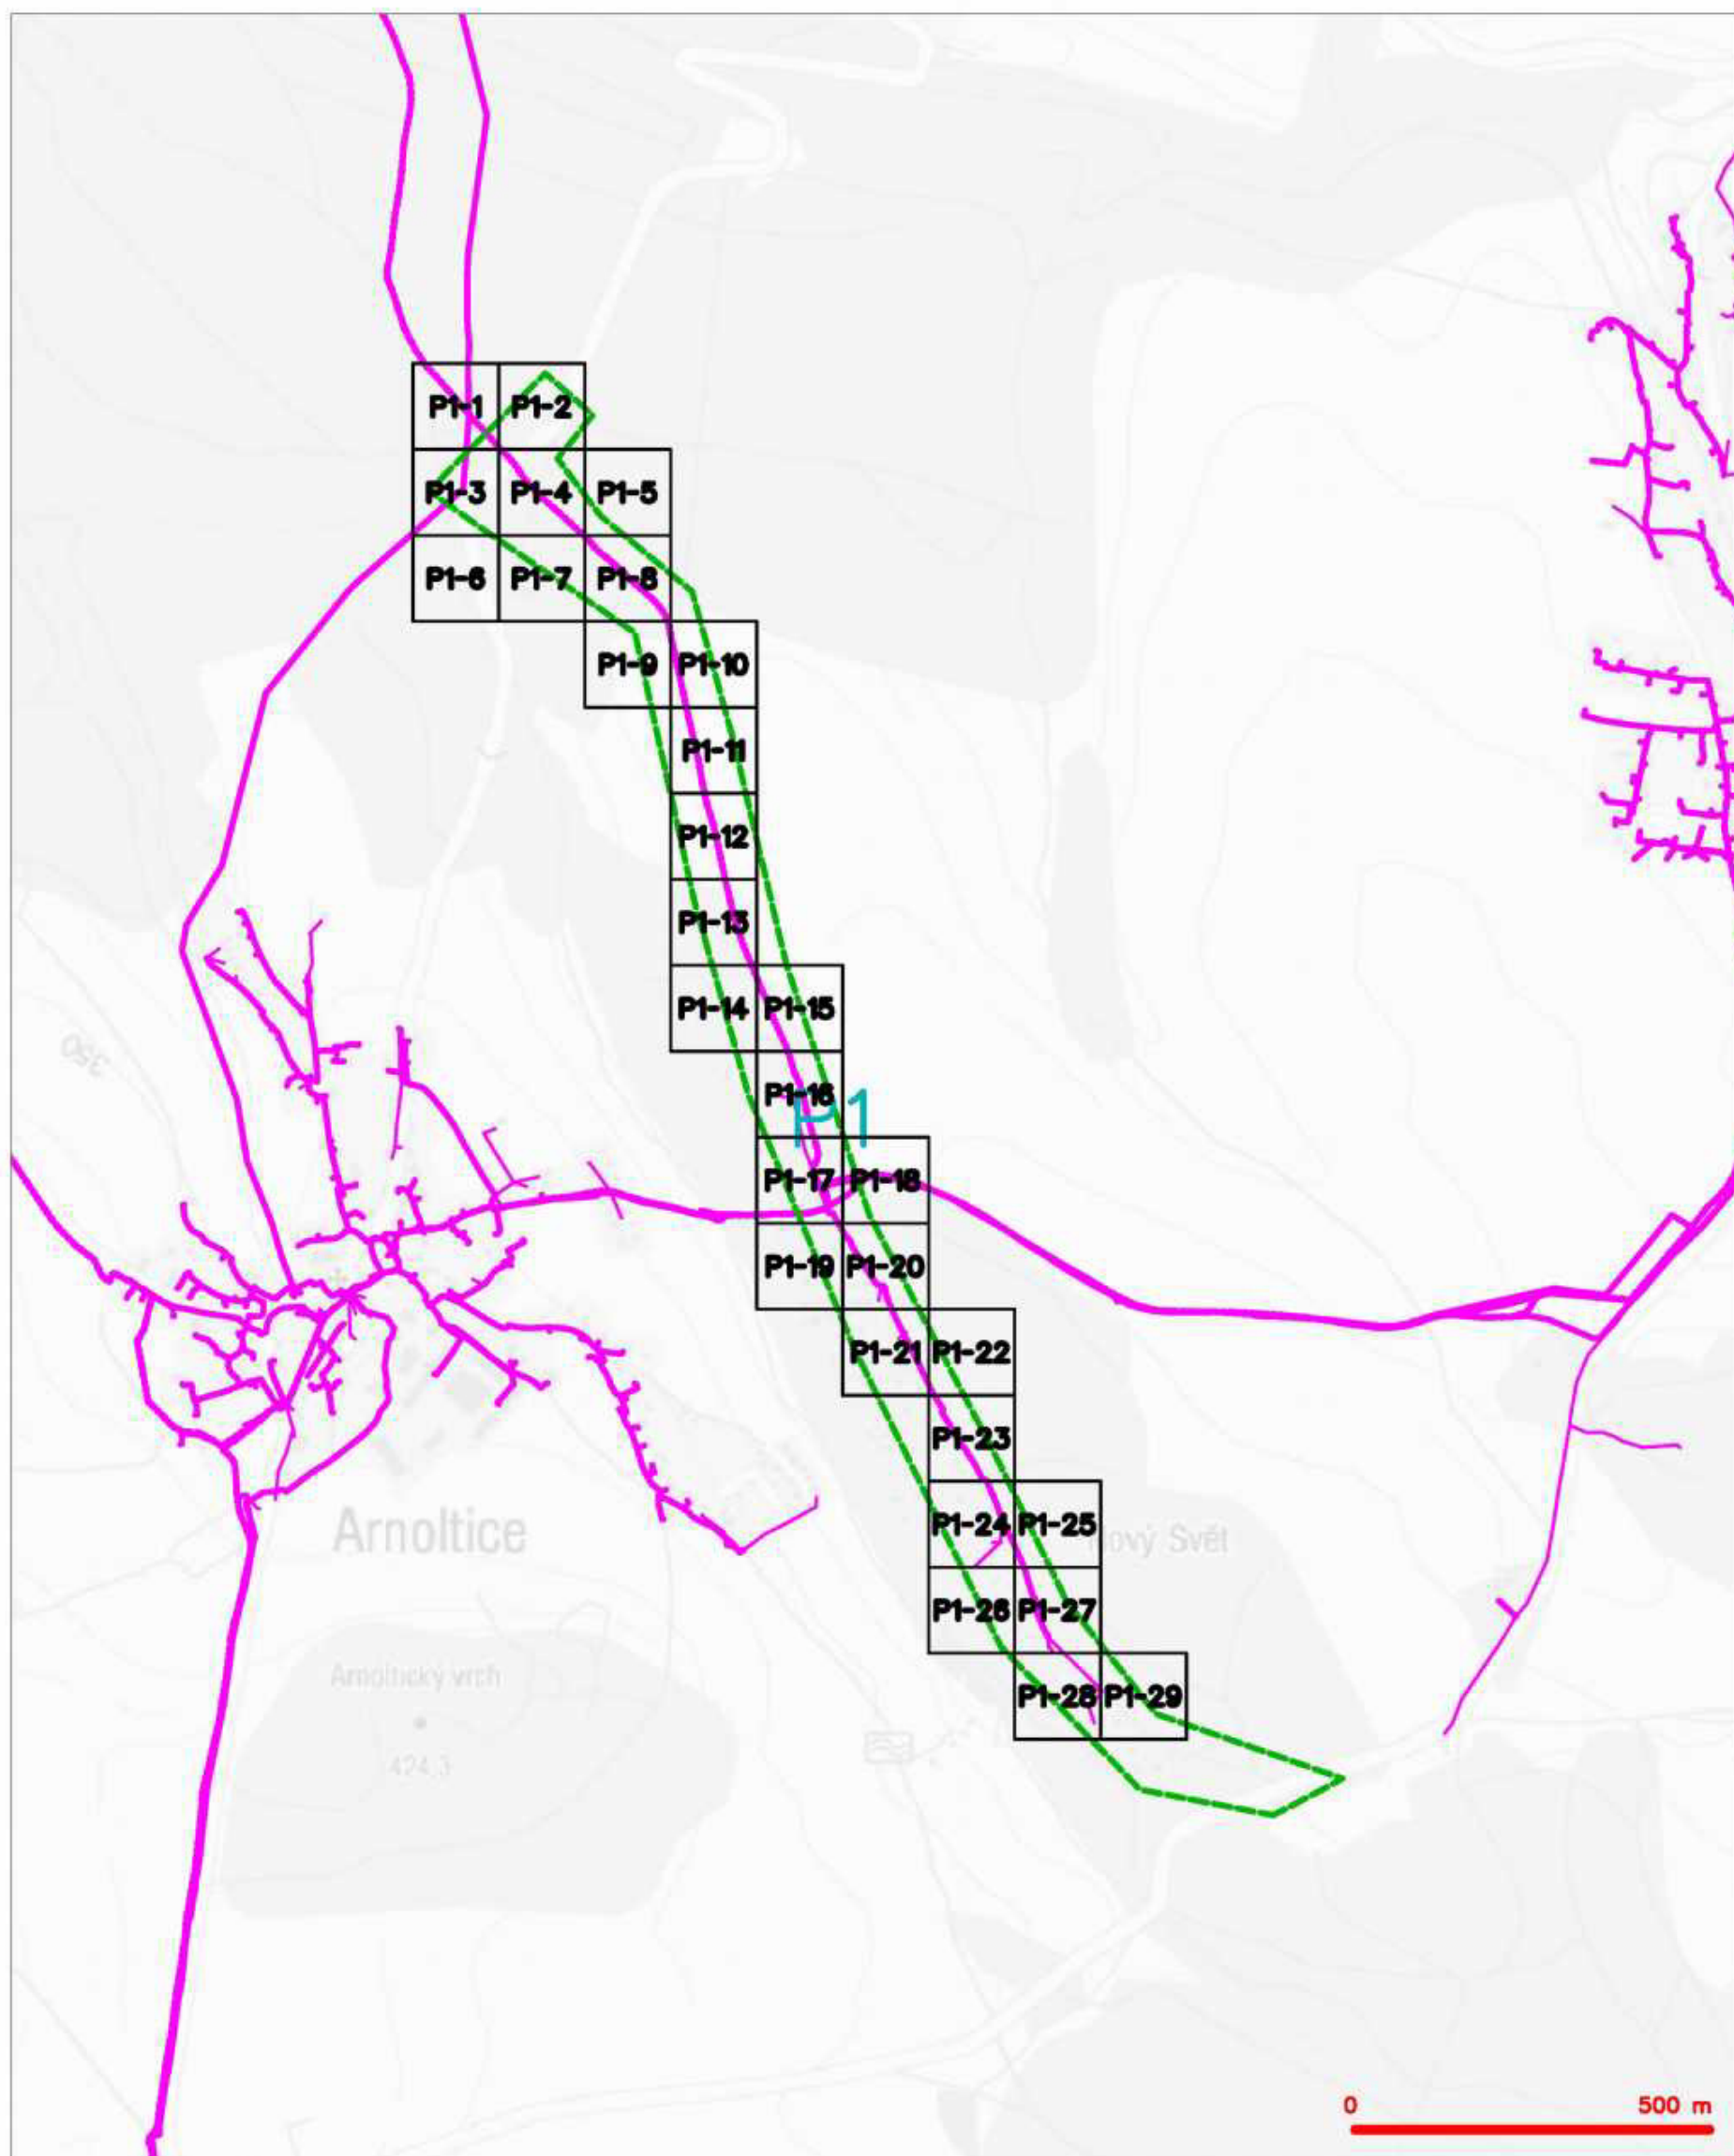 P1-1 P1-2
P1-3 P1-4 P1-5
P1-6 P1-7 P1-8
P1-9 P1-10
P1-11
P1-12
P1-13
P1-14 P1-15
350
P1-16
P1
P1-17 P1-18
P1-19 P1-20
P1-21 P1-22
P1-23
P1-24 P1-25
Arnoltice
Nový Svět
P1-26 P1-27
Arnoltický vrch
P1-28 P1-29
424.3
0 500 m